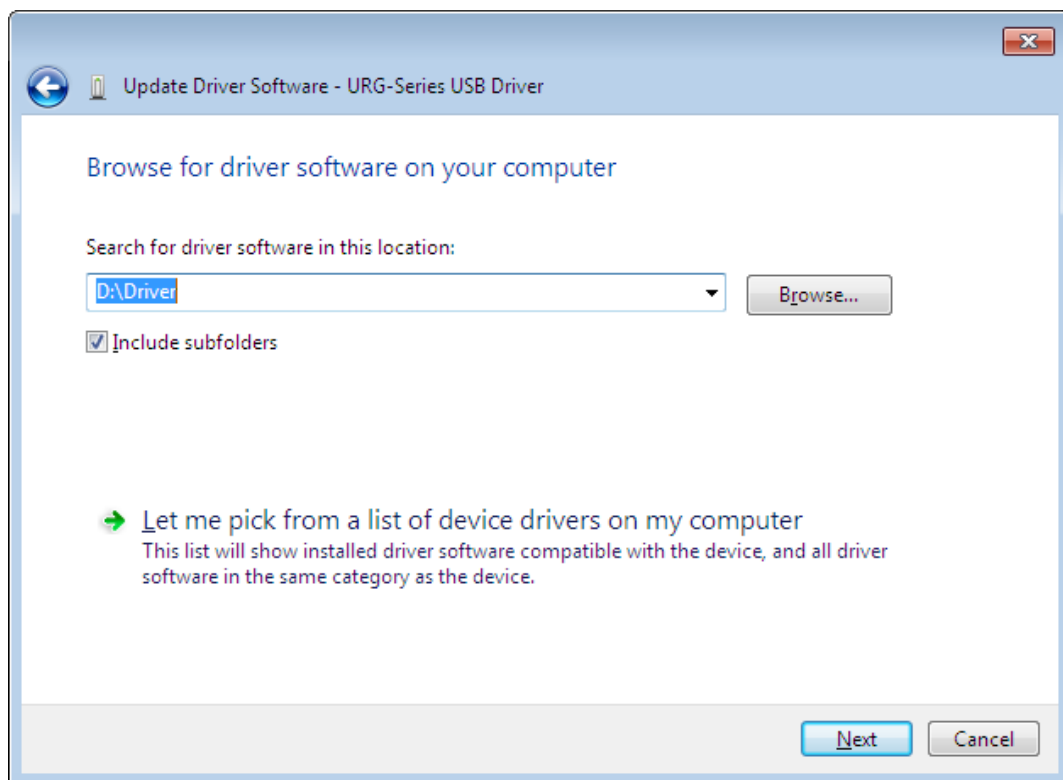 Update Driver Software - URG-Series USB Driver
Browse for driver software on your computer
Search for driver software in this location:
D:\Driver
Browse...
Include subfolders
Let me pick from a list of device drivers on my computer
This list will show installed driver software compatible with the device, and all driver
software in the same category as the device.
Next
Cancel